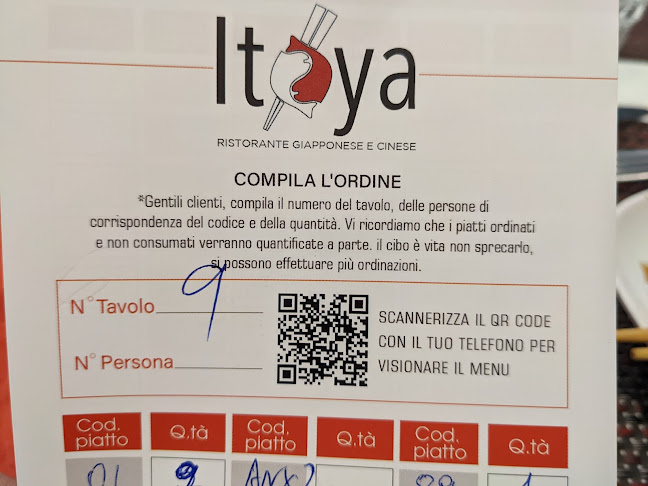 Itoya
RISTORANTE GIAPPONESE E CINESE
COMPILA L'ORDINE
*Gentili clienti, compila il numero del tavolo, delle persone di
corrispondenza del codice e della quantità. Vi ricordiamo che i piatti ordinati
e non consumati verranno quantificate a parte. il cibo è vita non sprecarlo,
si possono effettuare più ordinazioni.
N° Tavolo 9
N° Persona
SCANNERIZZA IL QR CODE
CON IL TUO TELEFONO PER
VISIONARE IL MENU
Cod. piatto Q.tà Cod. piatto Q.tà Cod. piatto Q.tà